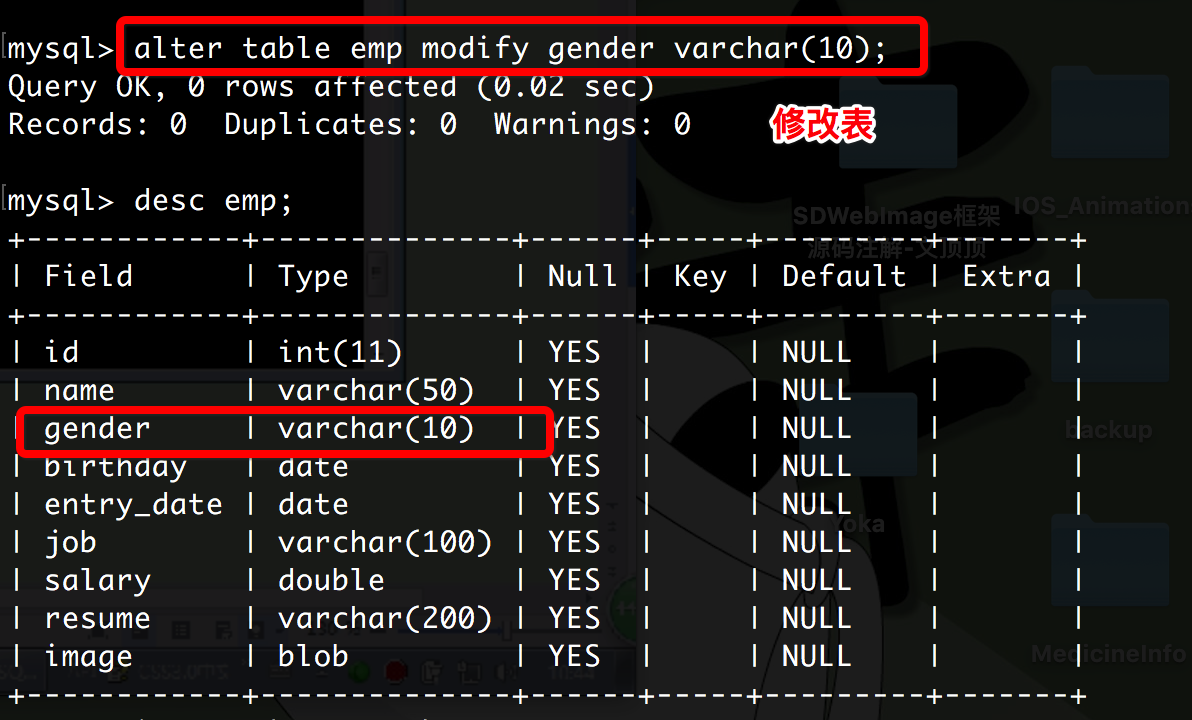 mysql> alter table emp modify gender varchar(10);
Query OK, 0 rows affected (0.02 sec)
Records: 0  Duplicates: 0  Warnings: 0
修改表
mysql> desc emp;
+------------+--------------+------+-----+---------+-------+
| Field      | Type         | Null | Key | Default | Extra |
+------------+--------------+------+-----+---------+-------+
| id         | int(11)      | YES  |     | NULL    |       |
| name       | varchar(50)  | YES  |     | NULL    |       |
| gender     | varchar(10)  | YES  |     | NULL    |       |
| birthday   | date         | YES  |     | NULL    |       |
| entry_date | date         | YES  |     | NULL    |       |
| job        | varchar(100) | YES  |     | NULL    |       |
| salary     | double       | YES  |     | NULL    |       |
| resume     | varchar(200) | YES  |     | NULL    |       |
| image      | blob         | YES  |     | NULL    |       |
+------------+--------------+------+-----+---------+-------+
SDWebImage框架
源码注解-文顶顶
IOS_Animation
backup
Yoka
MedicineInfo